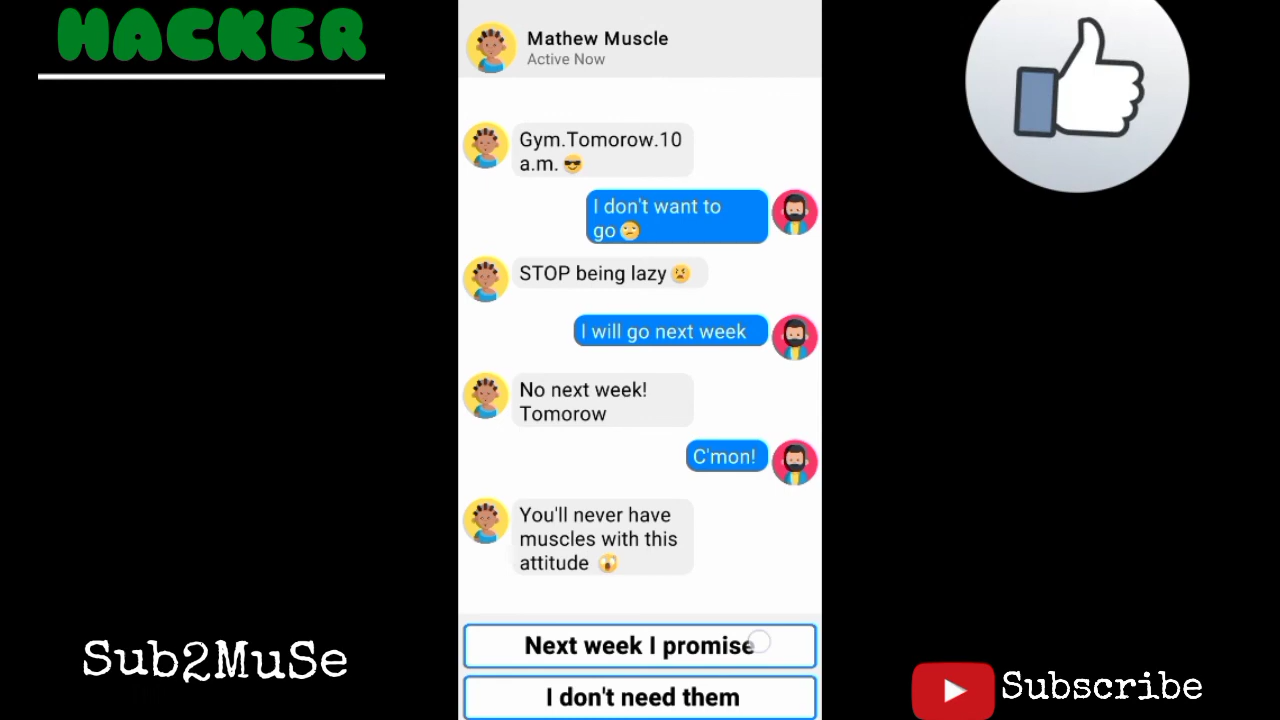 HACKER
Mathew Muscle
Active Now
Gym.Tomorow.10
a.m. 😎
I don't want to
go 😕
STOP being lazy 😫
I will go next week
No next week!
Tomorow
C'mon!
You'll never have
muscles with this
attitude 😱
Next week I promise
I don't need them
Sub2MuSe
Subscribe